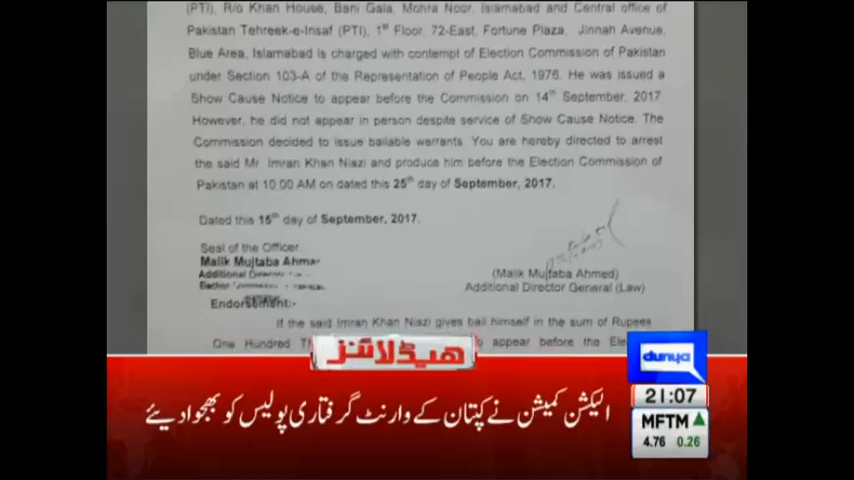 (PTI), R/o Khan House, Bani Gala, Mohra Noor, Islamabad and Central office of
Pakistan Tehreek-e-Insaf (PTI), 1st Floor, 72-East, Fortune Plaza, Jinnah Avenue,
Blue Area, Islamabad is charged with contempt of Election Commission of Pakistan
under Section 103-A of the Representation of People Act, 1976. He was issued a
Show Cause Notice to appear before the Commission on 14th September, 2017
However, he did not appear in person despite service of Show Cause Notice. The
Commission decided to issue bailable warrants. You are hereby directed to arrest
the said Mr. Imran Khan Niazi and produce him before the Election Commission of
Pakistan at 10:00 AM on dated this 25th day of September, 2017.
Dated this 15th day of September, 2017.
Seal of the Officer
Malik Mujtaba Ahmad
Additional Director
Election Commission
(Malik Mujtaba Ahmed)
Additional Director General (Law)
Endorsement:-
If the said Imran Khan Niazi gives bail himself in the sum of Rupees
One Hundred to appear before the
ہیڈلائنز
dunya
21:07
MFTM
4.76 0.26
الیکشن کمیشن نے کپتان کے وارنٹ گرفتاری پولیس کو بھجوا دیئے